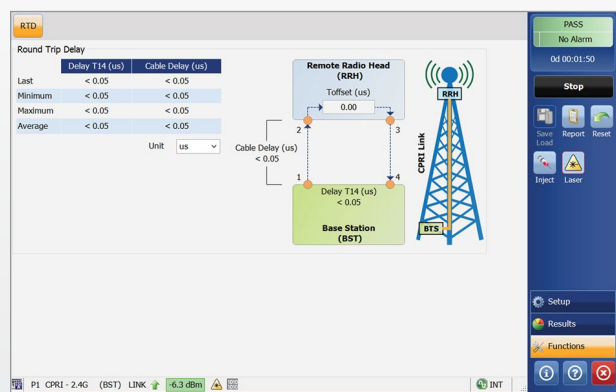 RTD
Round Trip Delay
Delay T14 (us) Cable Delay (us)
Last < 0.05 < 0.05
Minimum < 0.05 < 0.05
Maximum < 0.05 < 0.05
Average < 0.05 < 0.05
Unit us
Remote Radio Head
(RRH)
Toffset (us)
0.00
2 3
Cable Delay (us)
< 0.05
1 4
Delay T14 (us)
< 0.05
Base Station
(BST)
RRH
CPRI Link
BTS
PASS
No Alarm
0d 00:01:50
Stop
Save
Load
Report
Reset
Inject
Laser
Setup
Results
Functions
P1 CPRI - 2.4G (BST) LINK -6.3 dBm INT